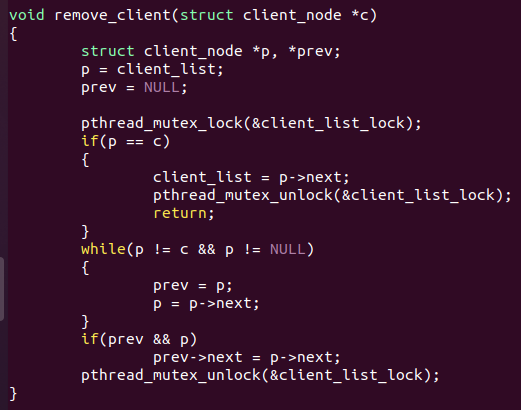 void remove_client(struct client_node *c)
{
        struct client_node *p, *prev;
        p = client_list;
        prev = NULL;

        pthread_mutex_lock(&client_list_lock);
        if(p == c)
        {
                client_list = p->next;
                pthread_mutex_unlock(&client_list_lock);
                return;
        }
        while(p != c && p != NULL)
        {
                prev = p;
                p = p->next;
        }
        if(prev && p)
                prev->next = p->next;
        pthread_mutex_unlock(&client_list_lock);
}